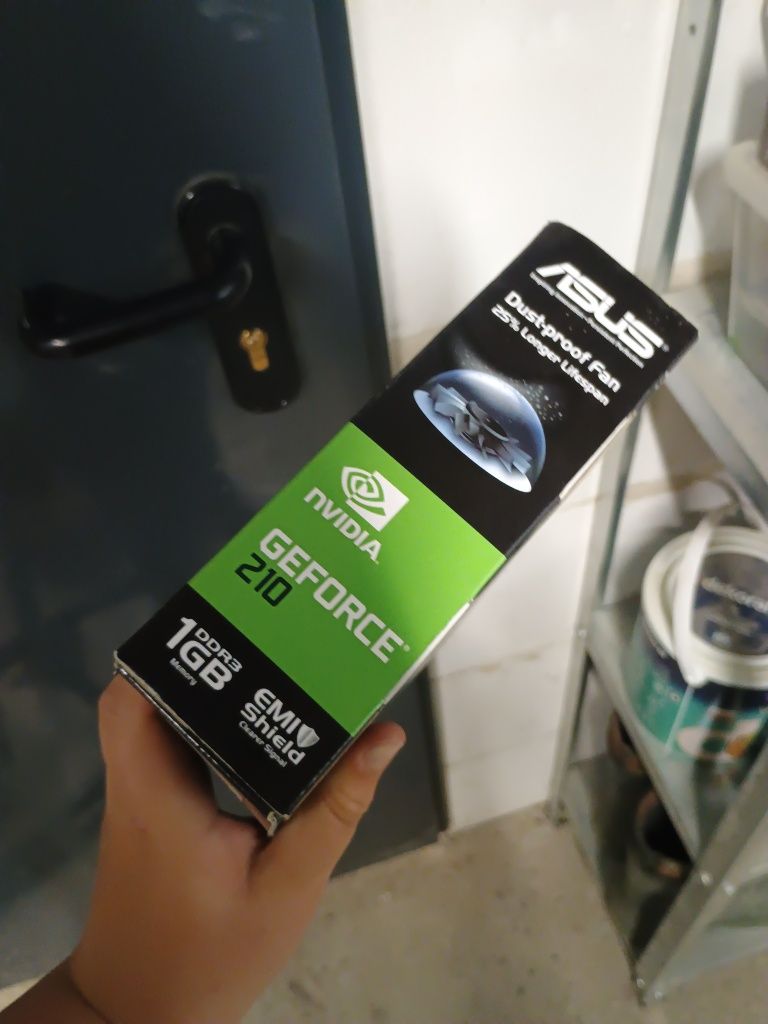 ASUS
Dust-proof Fan
25% Longer Lifespan
NVIDIA
GEFORCE®
210
1GB
DDR3
Memory
EMI
Shield
Clearer Signal